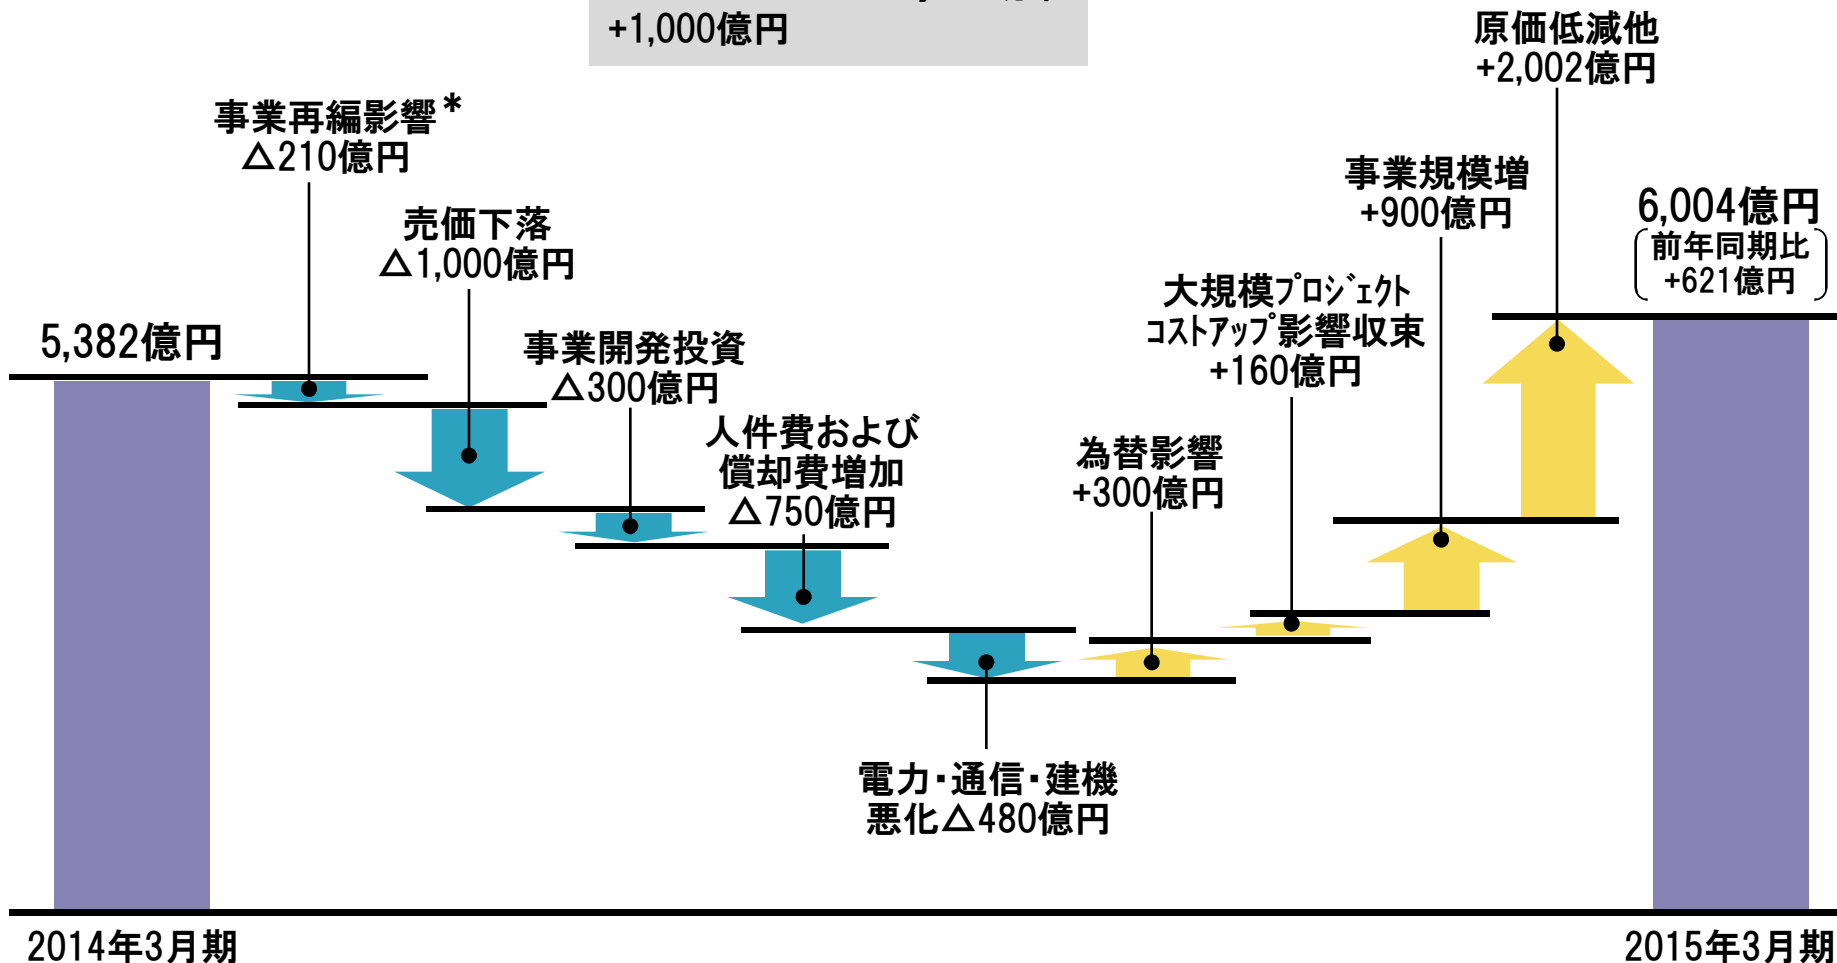 +1,000億円
原価低減他
+2,002億円
事業再編影響*
△210億円
事業規模増
+900億円
6,004億円
前年同期比
+621億円
売価下落
△1,000億円
大規模プロジェクト
コストアップ影響収束
+160億円
5,382億円
事業開発投資
△300億円
人件費および
償却費増加
△750億円
為替影響
+300億円
電力・通信・建機
悪化△480億円
2014年3月期
2015年3月期